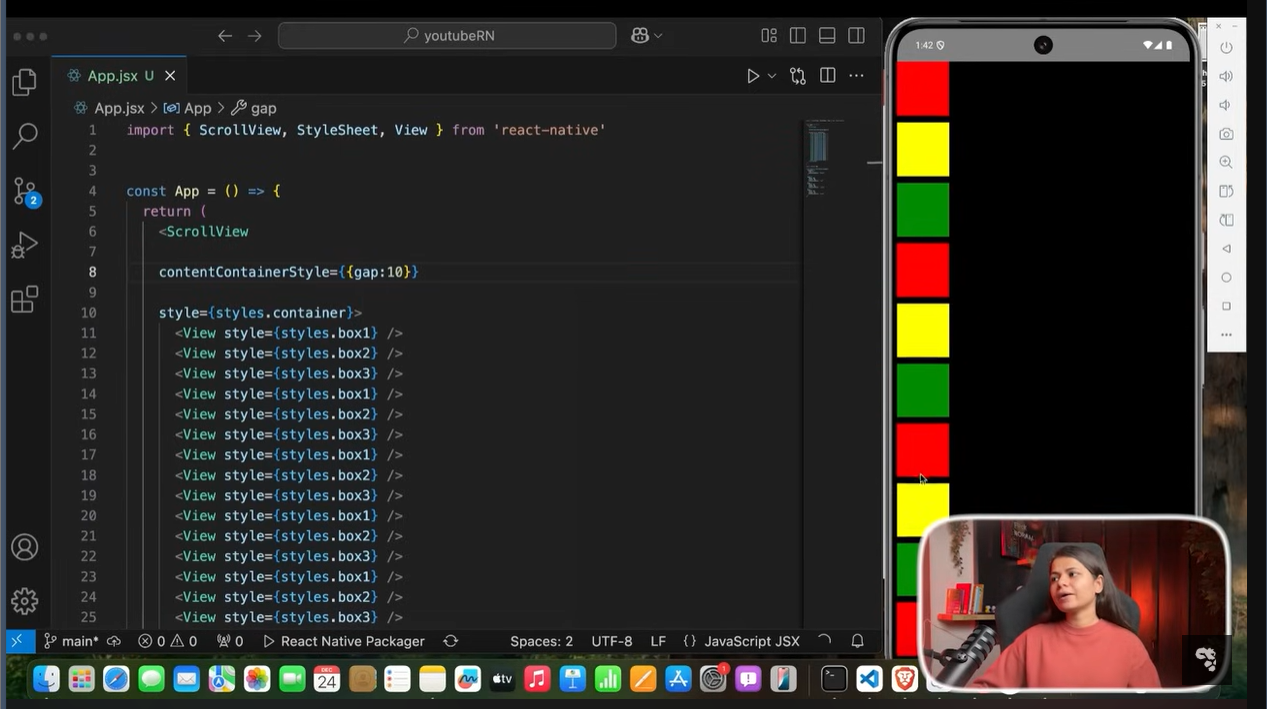 youtubeRN
App.jsx U
App.jsx > App > gap
1 import { ScrollView, StyleSheet, View } from 'react-native'
2
3
4 const App = () => {
5 return (
6 <ScrollView
7
8 contentContainerStyle={{gap:10}}
9
10 style={styles.container}>
11 <View style={styles.box1} />
12 <View style={styles.box2} />
13 <View style={styles.box3} />
14 <View style={styles.box1} />
15 <View style={styles.box2} />
16 <View style={styles.box3} />
17 <View style={styles.box1} />
18 <View style={styles.box2} />
19 <View style={styles.box3} />
20 <View style={styles.box1} />
21 <View style={styles.box2} />
22 <View style={styles.box3} />
23 <View style={styles.box1} />
24 <View style={styles.box2} />
25 <View style={styles.box3} />
2
main* 0 0 0 React Native Packager Spaces: 2 UTF-8 LF {} JavaScript JSX
DEC
24
tv
1
1:42